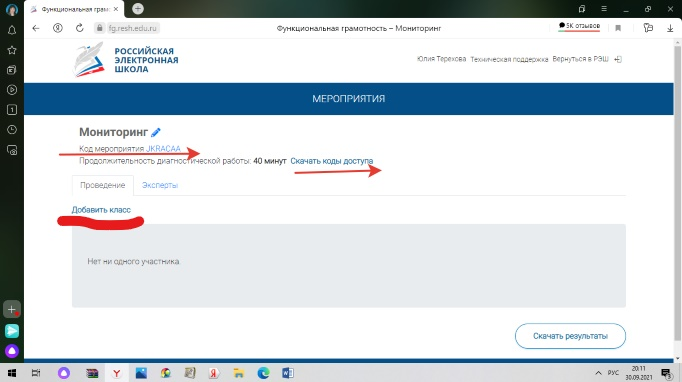 Функциональная грамот
fg.resh.edu.ru
Функциональная грамотность – Мониторинг
5K отзывов
РОССИЙСКАЯ
ЭЛЕКТРОННАЯ
ШКОЛА
Юлия Терехова Техническая поддержка Вернуться в РЭШ
МЕРОПРИЯТИЯ
Мониторинг
Код мероприятия JKRACAA
Продолжительность диагностической работы: 40 минут Скачать коды доступа
Проведение Эксперты
Добавить класс
Нет ни одного участника.
Скачать результаты
РУС
20:11
30.09.2021